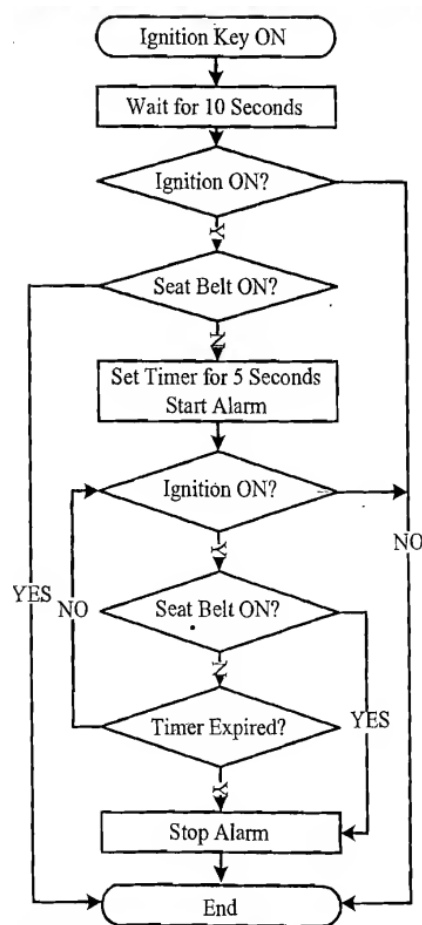 Ignition Key ON
Wait for 10 Seconds
Ignition ON?
Y
Seat Belt ON?
N
Set Timer for 5 Seconds
Start Alarm
Ignition ON?
NO
Y
YES
NO
Seat Belt ON?
N
YES
Timer Expired?
Y
Stop Alarm
End